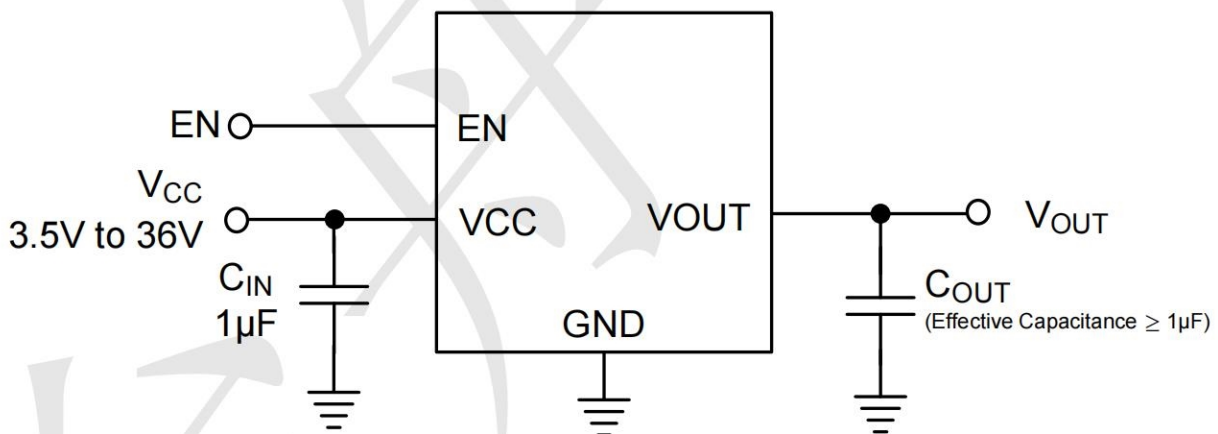 EN
EN
VCC
3.5V to 36V
VCC
VOUT
VOUT
CIN
1µF
GND
COUT
(Effective Capacitance ≥ 1µF)